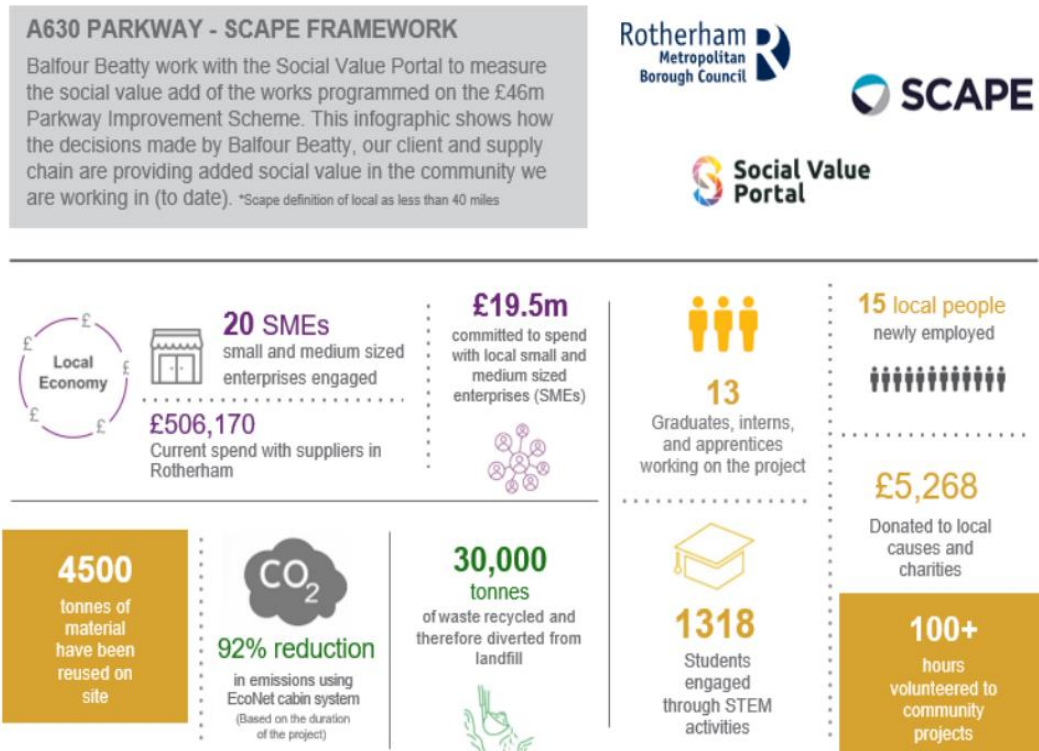 A630 PARKWAY - SCAPE FRAMEWORK
Balfour Beatty work with the Social Value Portal to measure
the social value add of the works programmed on the £46m
Parkway Improvement Scheme. This infographic shows how
the decisions made by Balfour Beatty, our client and supply
chain are providing added social value in the community we
are working in (to date). *Scape definition of local as less than 40 miles
Rotherham
Metropolitan
Borough Council
SCAPE
Social Value
Portal
£
£
£
£
£
Local
Economy
20 SMEs
small and medium sized
enterprises engaged
£506,170
Current spend with suppliers in
Rotherham
£19.5m
committed to spend
with local small and
medium sized
enterprises (SMEs)
13
Graduates, interns,
and apprentices
working on the project
15 local people
newly employed
£5,268
Donated to local
causes and
charities
4500
tonnes of
material
have been
reused on
site
CO2
92% reduction
in emissions using
EcoNet cabin system
(Based on the duration
of the project)
30,000
tonnes
of waste recycled and
therefore diverted from
landfill
1318
Students
engaged
through STEM
activities
100+
hours
volunteered to
community
projects